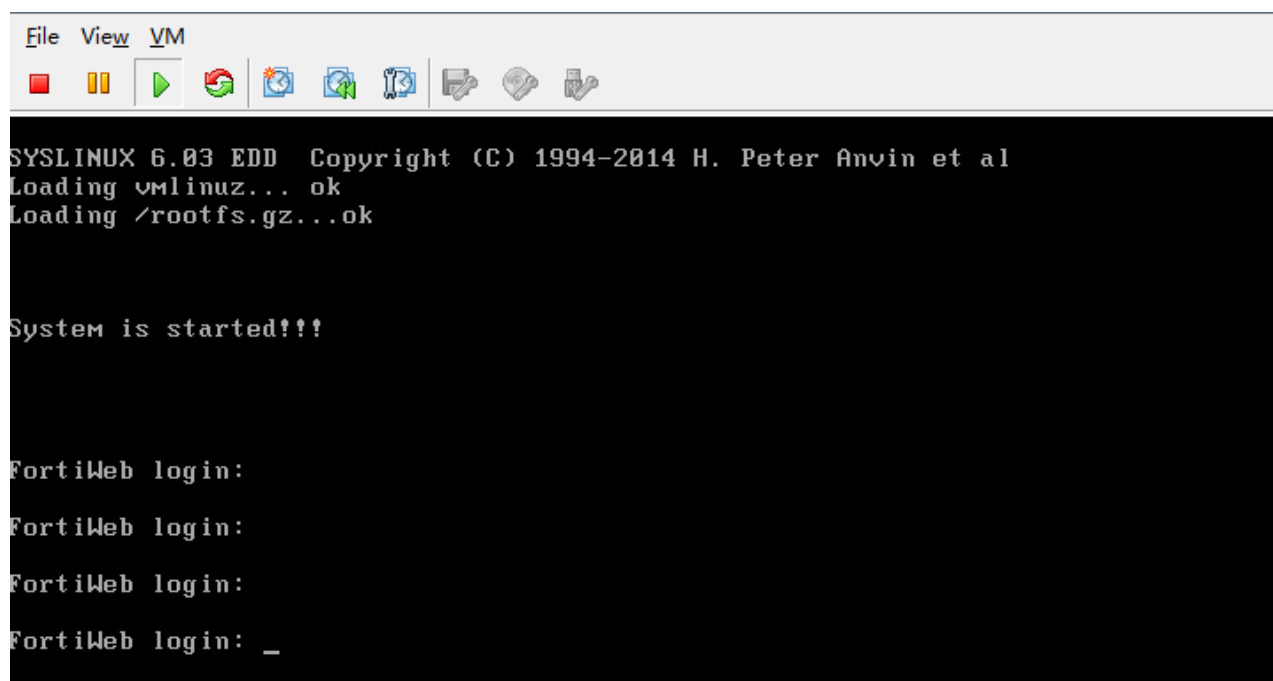 File View VM
SYSLINUX 6.03 EDD Copyright (C) 1994-2014 H. Peter Anvin et al
Loading vmlinuz... ok
Loading /rootfs.gz...ok
System is started!!!
FortiWeb login:
FortiWeb login:
FortiWeb login:
FortiWeb login: _